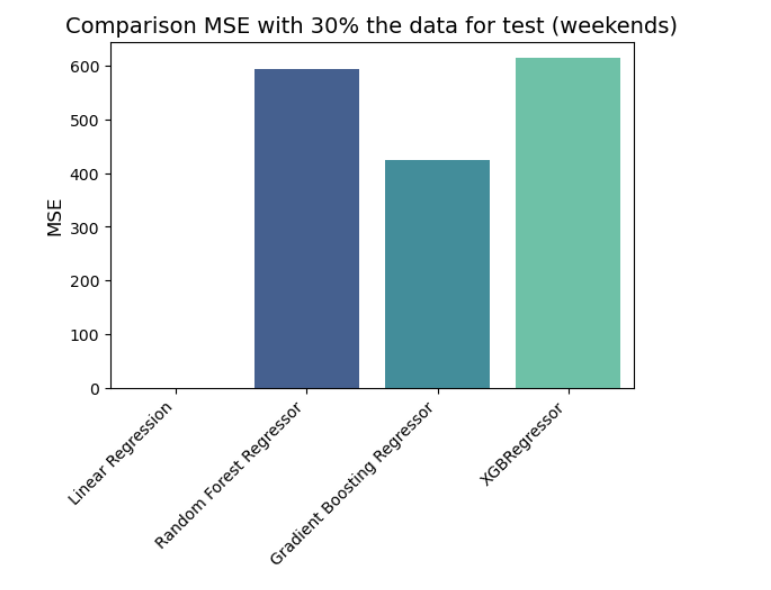 Comparison MSE with 30% the data for test (weekends)
600
500
400
300
200
100
0
MSE
Linear Regression
Random Forest Regressor
Gradient Boosting Regressor
XGBRegressor